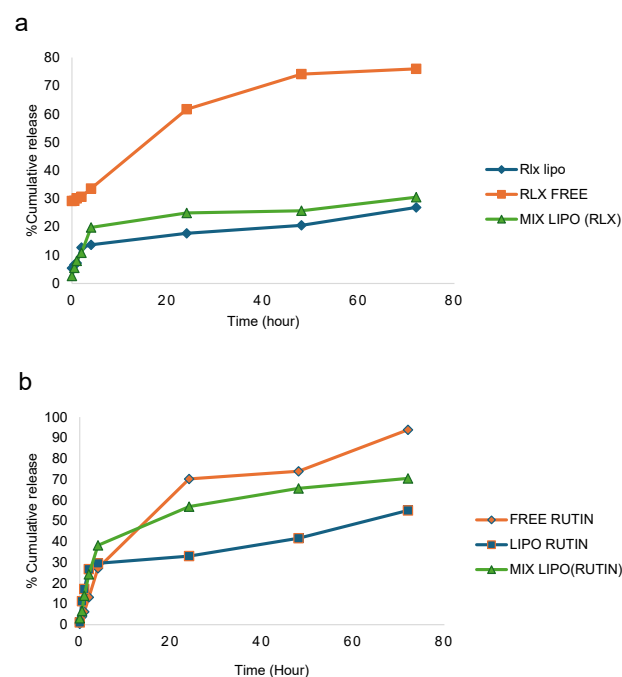 a
80
70
60
50
40
30
20
10
0
%Cumulative release
0 20 40 60 80
Time (hour)
Rlx lipo
RLX FREE
MIX LIPO (RLX)
b
100
90
80
70
60
50
40
30
20
10
0
% Cumulative release
0 20 40 60 80
Time (Hour)
FREE RUTIN
LIPO RUTIN
MIX LIPO(RUTIN)